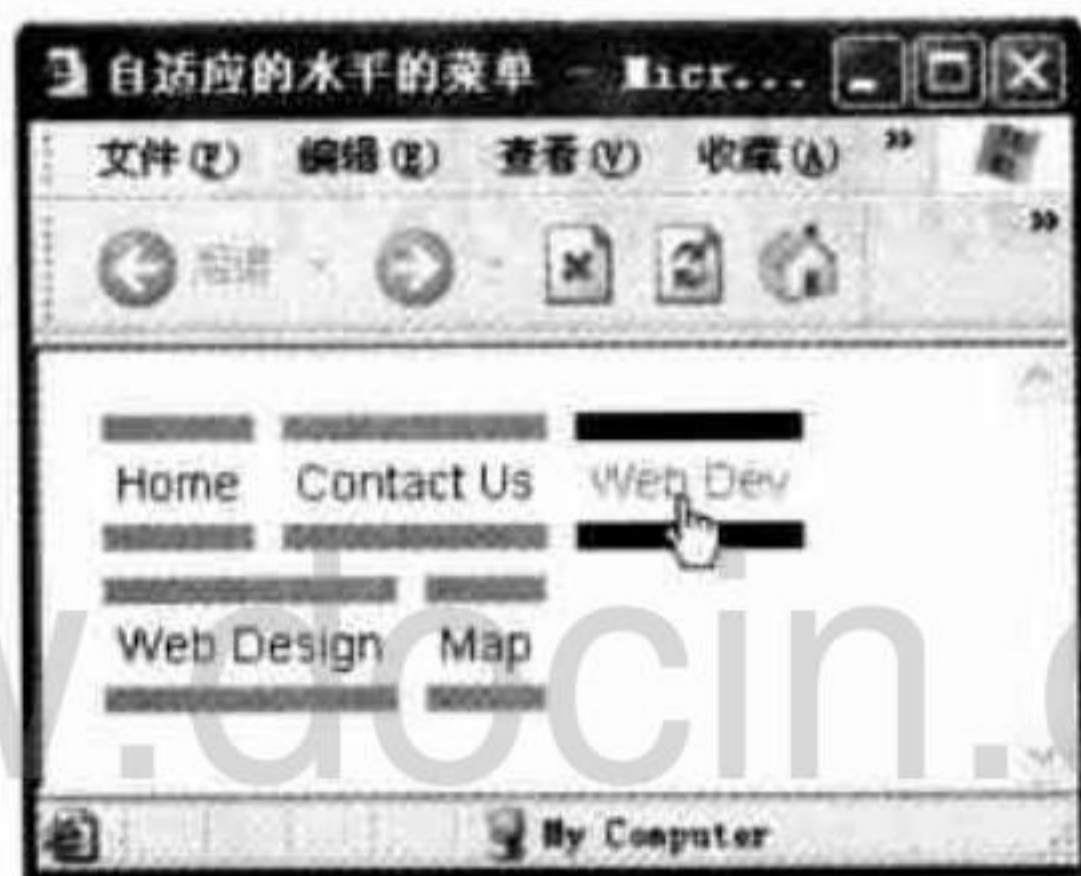 自适应的水平的菜单 - Micr...
文件(F) 编辑(E) 查看(V) 收藏(A) »
后退 »
Home Contact Us Web Dev
Web Design Map
w.docin.c
My Computer